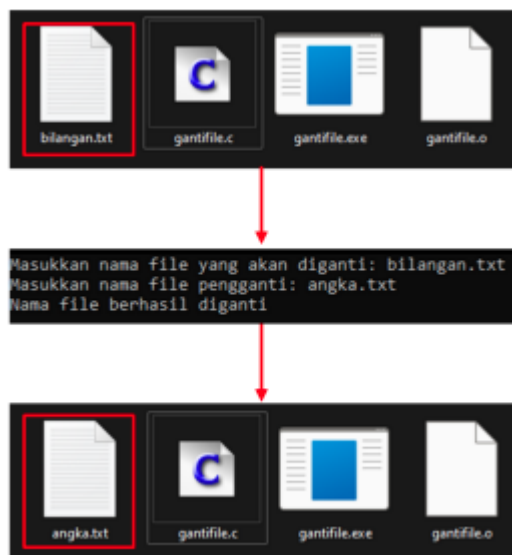 bilangan.txt
gantifile.c
gantifile.exe
gantifile.o
Masukkan nama file yang akan diganti: bilangan.txt
Masukkan nama file pengganti: angka.txt
Nama file berhasil diganti
angka.txt
gantifile.c
gantifile.exe
gantifile.o